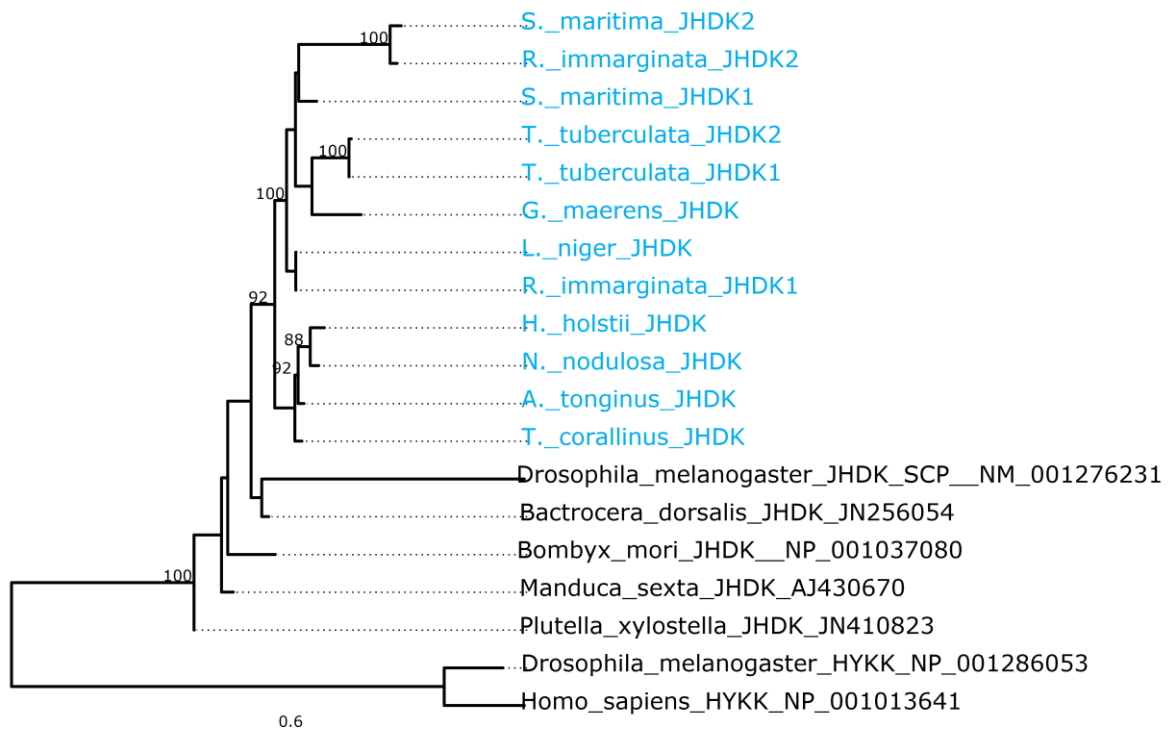 S._maritima_JHDK2
100
R._immarginata_JHDK2
S._maritima_JHDK1
T._tuberculata_JHDK2
100
T._tuberculata_JHDK1
100
G._maerens_JHDK
L._niger_JHDK
R._immarginata_JHDK1
92
H._holstii_JHDK
88
N._nodulosa_JHDK
92
A._tonginus_JHDK
T._corallinus_JHDK
Drosophila_melanogaster_JHDK_SCP__NM_001276231
Bactrocera_dorsalis_JHDK_JN256054
Bombyx_mori_JHDK__NP_001037080
100
Manduca_sexta_JHDK_AJ430670
Plutella_xylostella_JHDK_JN410823
Drosophila_melanogaster_HYKK_NP_001286053
Homo_sapiens_HYKK_NP_001013641
0.6